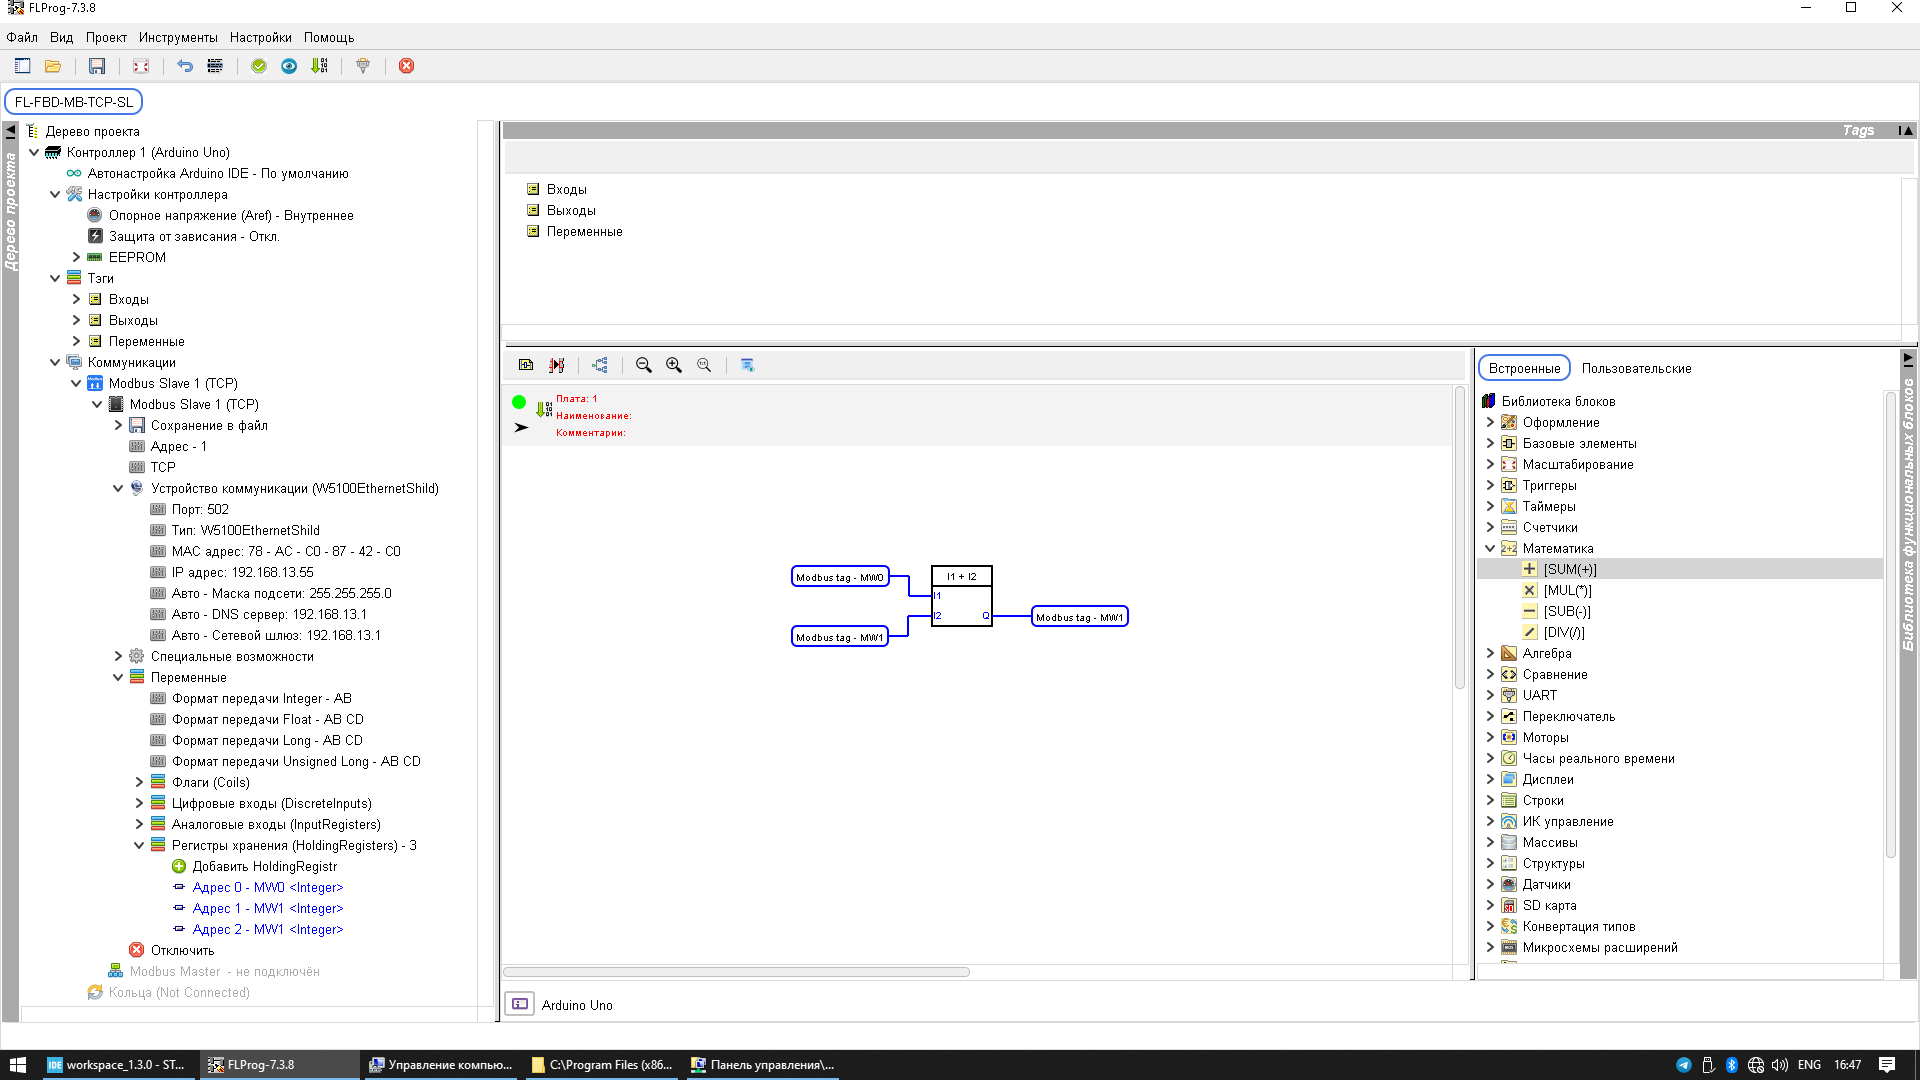 FLProg-7.3.8
Файл Вид Проект Инструменты Настройки Помощь
FL-FBD-MB-TCP-SL
Дерево проекта
Дерево проекта
Контроллер 1 (Arduino Uno)
Автонастройка Arduino IDE - По умолчанию
Настройки контроллера
Опорное напряжение (Aref) - Внутреннее
Защита от зависания - Откл.
EEPROM
Тэги
Входы
Выходы
Переменные
Коммуникации
Modbus Slave 1 (TCP)
Modbus Slave 1 (TCP)
Сохранение в файл
Адрес - 1
TCP
Устройство коммуникации (W5100EthernetShild)
Порт: 502
Тип: W5100EthernetShild
MAC адрес: 78 - AC - C0 - 87 - 42 - C0
IP адрес: 192.168.13.55
Авто - Маска подсети: 255.255.255.0
Авто - DNS сервер: 192.168.13.1
Авто - Сетевой шлюз: 192.168.13.1
Специальные возможности
Переменные
Формат передачи Integer - AB
Формат передачи Float - AB CD
Формат передачи Long - AB CD
Формат передачи Unsigned Long - AB CD
Флаги (Coils)
Цифровые входы (DiscreteInputs)
Аналоговые входы (InputRegisters)
Регистры хранения (HoldingRegisters) - 3
Добавить HoldingRegistr
Адрес 0 - MW0 <Integer>
Адрес 1 - MW1 <Integer>
Адрес 2 - MW1 <Integer>
Отключить
Modbus Master - не подключён
Кольца (Not Connected)
Tags
Входы
Выходы
Переменные
Плата: 1
Наименование:
Комментарии:
Modbus tag - MW0
I1 + I2
I1
I2
Q
Modbus tag - MW1
Modbus tag - MW1
Arduino Uno
Встроенные Пользовательские
Библиотека блоков
Оформление
Базовые элементы
Масштабирование
Триггеры
Таймеры
Счетчики
Математика
[SUM(+)]
[MUL(*)]
[SUB(-)]
[DIV(/)]
Алгебра
Сравнение
UART
Переключатель
Моторы
Часы реального времени
Дисплеи
Строки
ИК управление
Массивы
Структуры
Датчики
SD карта
Конвертация типов
Микросхемы расширений
Библиотека функциональных блоков
IDE workspace_1.3.0 - ST... FLProg-7.3.8 Управление компью... C:\Program Files (x86... Панель управления\... ENG 16:47